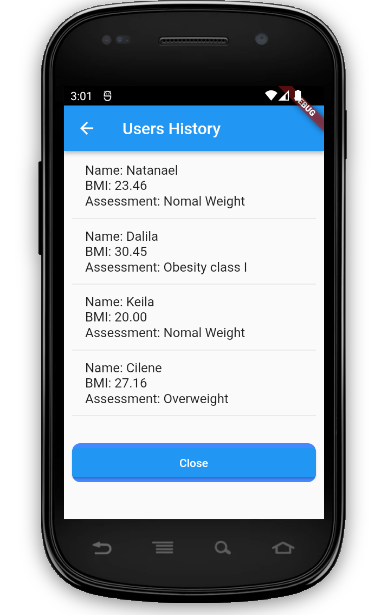 3:01
DEBUG
Users History
Name: Natanael
BMI: 23.46
Assessment: Nomal Weight
Name: Dalila
BMI: 30.45
Assessment: Obesity class I
Name: Keila
BMI: 20.00
Assessment: Nomal Weight
Name: Cilene
BMI: 27.16
Assessment: Overweight
Close